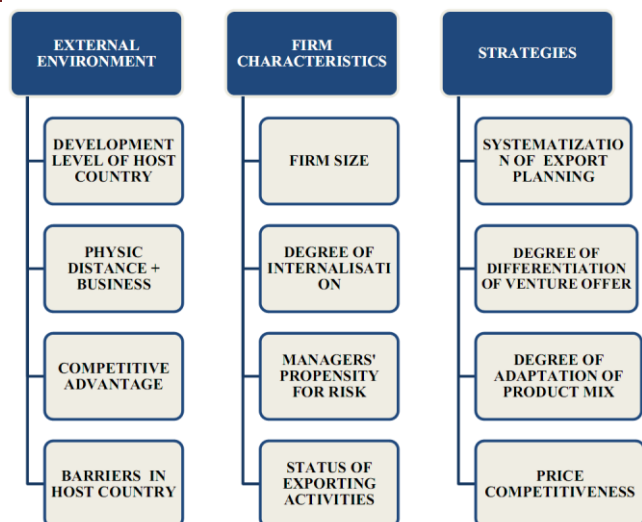 EXTERNAL
ENVIRONMENT
DEVELOPMENT
LEVEL OF HOST
COUNTRY
PHYSIC
DISTANCE +
BUSINESS
COMPETITIVE
ADVANTAGE
BARRIERS IN
HOST COUNTRY
FIRM
CHARACTERISTICS
FIRM SIZE
DEGREE OF
INTERNALISATI
ON
MANAGERS'
PROPENSITY
FOR RISK
STATUS OF
EXPORTING
ACTIVITIES
STRATEGIES
SYSTEMATIZATIO
N OF EXPORT
PLANNING
DEGREE OF
DIFFERENTIATION
OF VENTURE OFFER
DEGREE OF
ADAPTATION OF
PRODUCT MIX
PRICE
COMPETITIVENESS